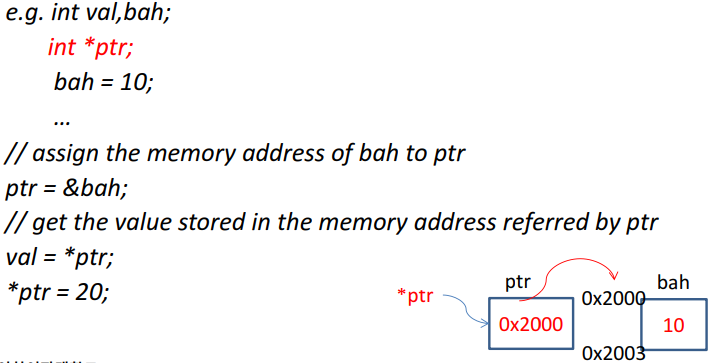 e.g. int val,bah;
int *ptr;
bah = 10;
...
// assign the memory address of bah to ptr
ptr = &bah;
// get the value stored in the memory address referred by ptr
val = *ptr;
*ptr = 20;
ptr
bah
*ptr
0x2000
0x2000
10
0x2003